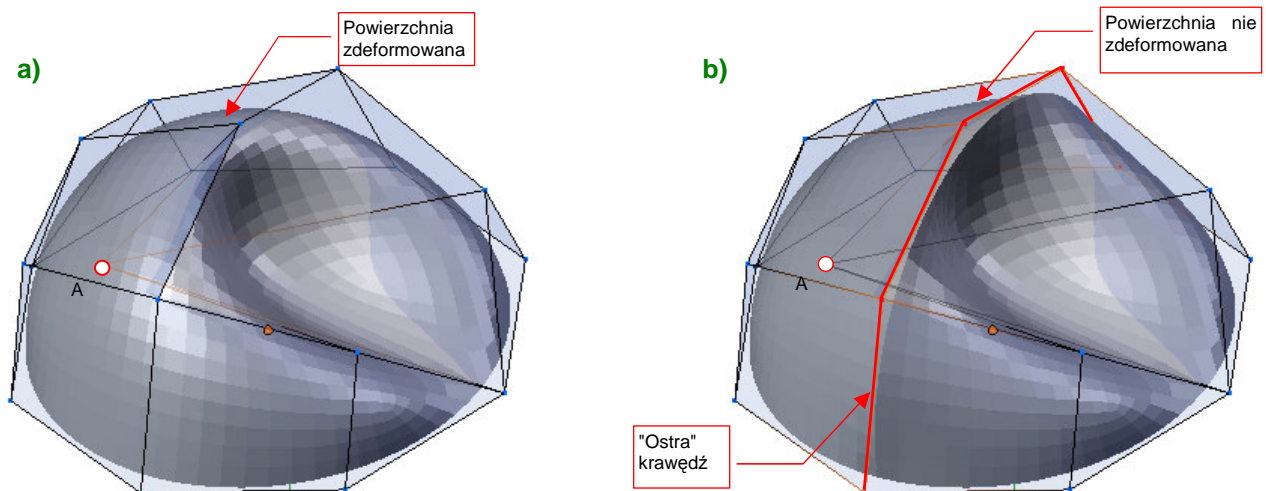 Powierzchnia
zdeformowana
a)
A
Powierzchnia nie
zdeformowana
b)
A
"Ostra"
krawędź